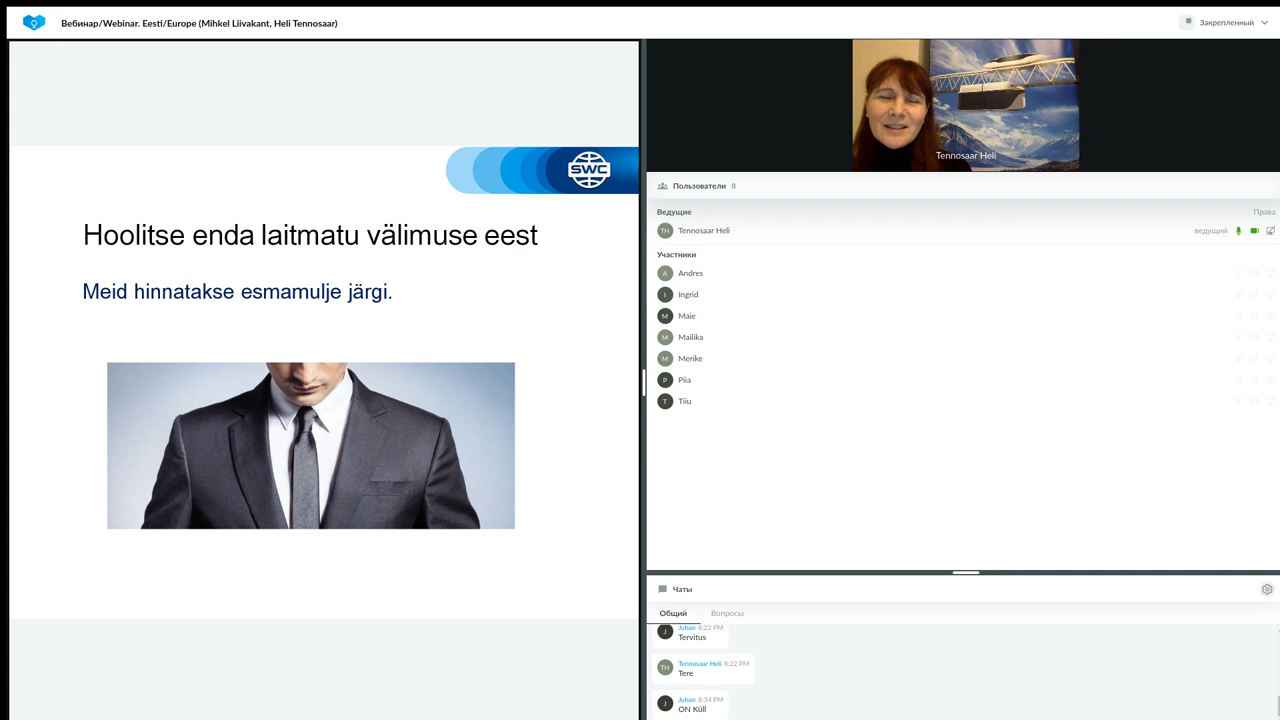 Вебинар/Webinar. Eesti/Europe (Mihkel Liivakant, Heli Tennosaar)
Закрепленный
SWC
Hoolitse enda laitmatu välimuse eest
Meid hinnatakse esmamulje järgi.
Tennosaar Heli
Пользователи 8
Ведущие Права
TH Tennosaar Heli ведущий
Участники
A Andres
I Ingrid
M Maie
M Mailika
M Merike
P Piia
T Tiiu
Чаты
Общий Вопросы
J Juhan 8:22 PM
Tervitus
TH Tennosaar Heli 8:22 PM
Tere
J Juhan 8:34 PM
ON Küll